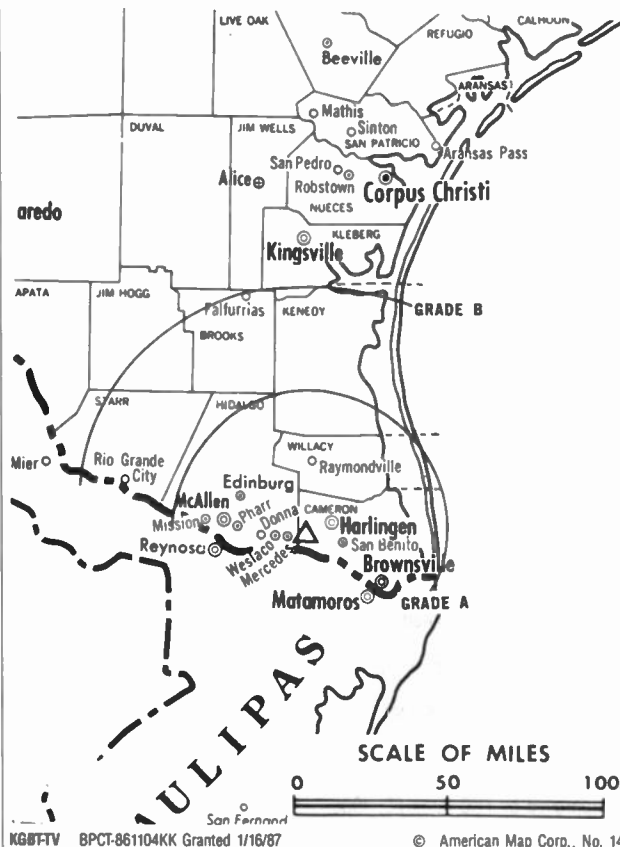 LIVE OAK
CALHOUN
REFUGIO
Beeville
ARANSAS
Mathis
DUVAL
JIM WELLS
Sinton
SAN PATRICIO
Aransas Pass
San Pedro
Alice
Robstown
Corpus Christi
aredo
NUECES
KLEBERG
Kingsville
APATA
JIM HOGG
Falfurrias
KENEDY
GRADE B
BROOKS
STARR
HIDALGO
WILLACY
Mier
Rio Grande
City
Raymondville
Edinburg
McAllen
CAMERON
Mission
Pharr
Donna
Harlingen
Reynosa
San Benito
Weslaco
Mercedes
Brownsville
Matamoros
GRADE A
AULIPAS
SCALE OF MILES
0 50 100
San Fernand
KGBT-TV BPCT-861104KK Granted 1/16/87 © American Map Corp., No. 14